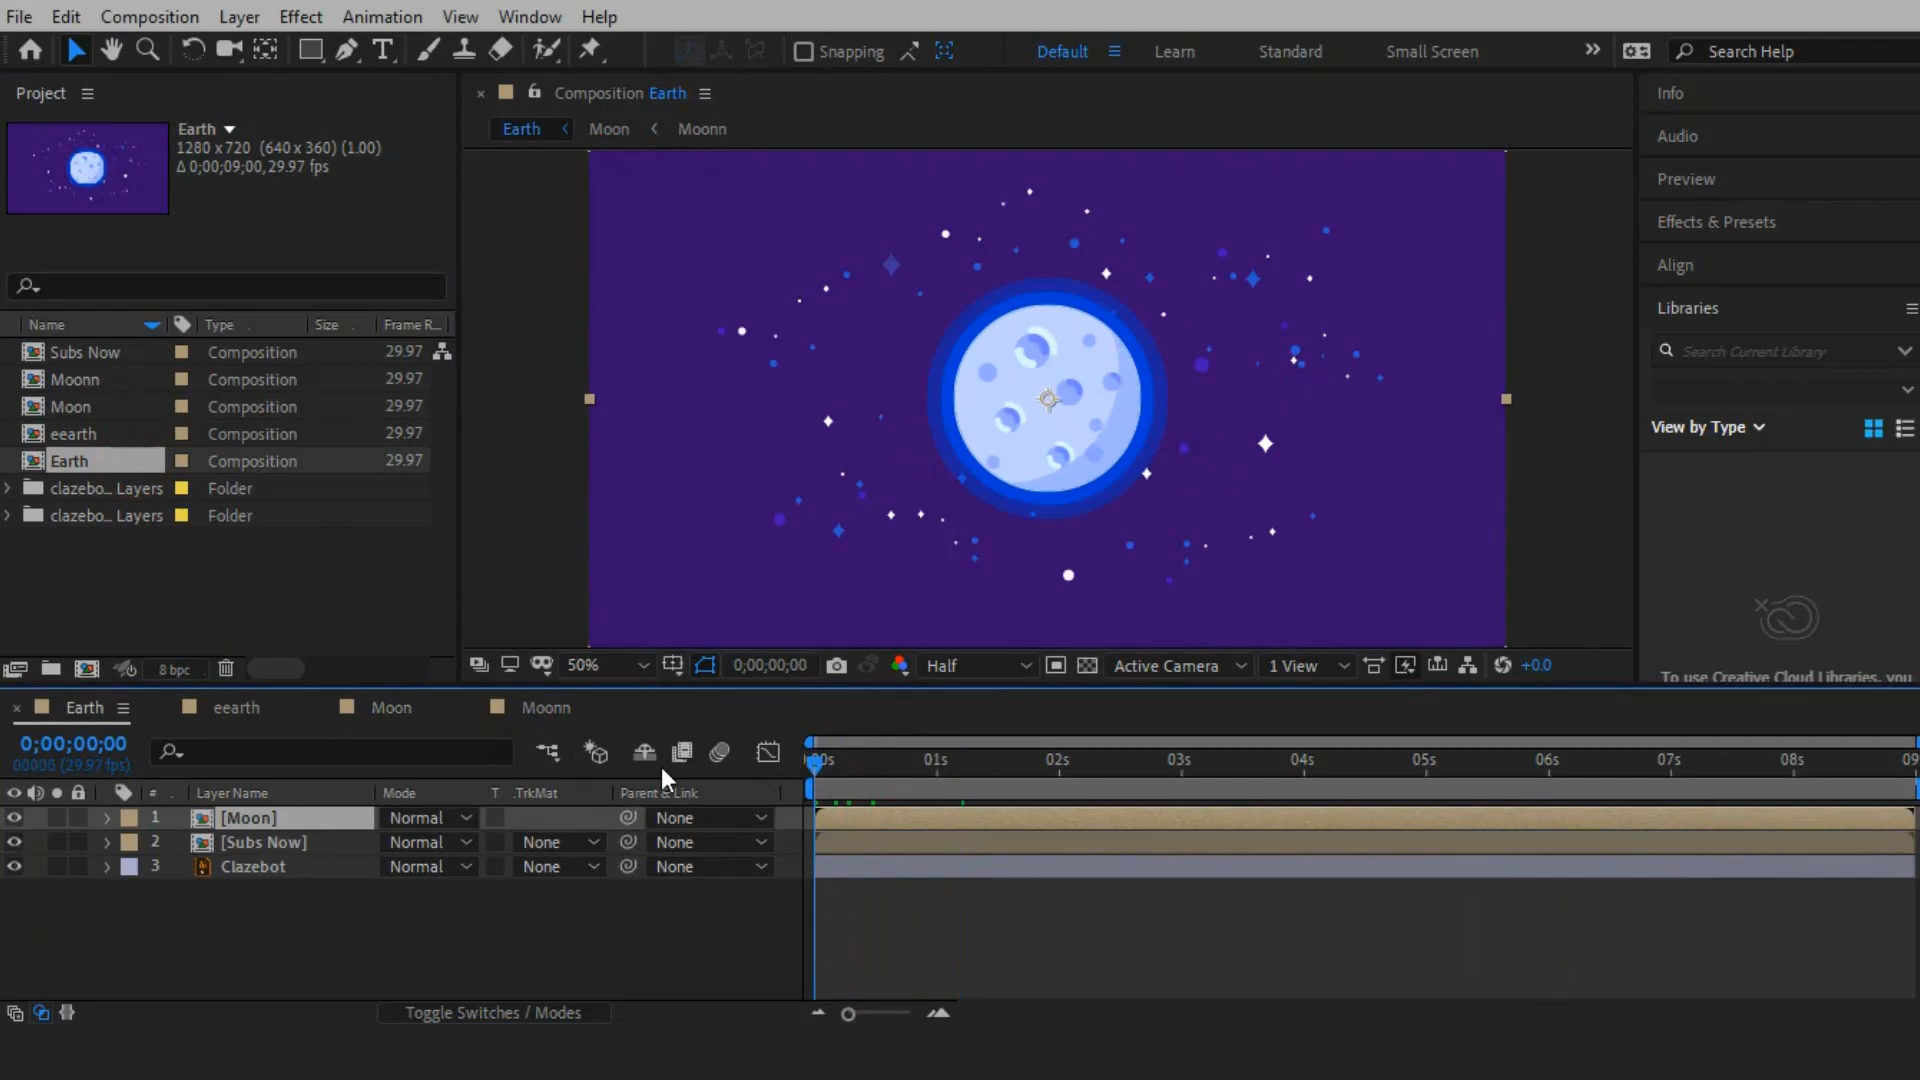 File Edit Composition Layer Effect Animation View Window Help
Snapping Default Learn Standard Small Screen Search Help
Project
Composition Earth
Earth Moon Moonn
Earth
1280 x 720 (640 x 360) (1.00)
Δ 0;00;09;00, 29.97 fps
Name Type Size Frame R...
Subs Now Composition 29.97
Moonn Composition 29.97
Moon Composition 29.97
eearth Composition 29.97
Earth Composition 29.97
clazebo... Layers Folder
clazebo... Layers Folder
8 bpc
50% 0;00;00;00 Half Active Camera 1 View +0.0
Info
Audio
Preview
Effects & Presets
Align
Libraries
Search Current Library
View by Type
To use Creative Cloud Libraries, you
Earth eearth Moon Moonn
0;00;00;00
00000 (29.97 fps)
01s 02s 03s 04s 05s 06s 07s 08s 09
# Layer Name Mode T .TrkMat Parent & Link
1 [Moon] Normal None
2 [Subs Now] Normal None None
3 Clazebot Normal None None
Toggle Switches / Modes